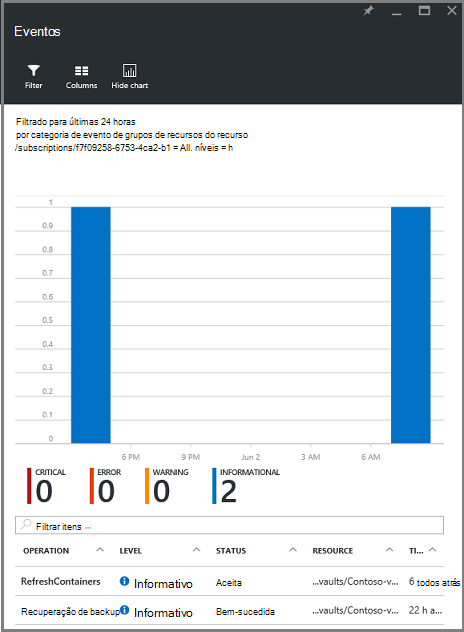 Eventos
Filter Columns Hide chart
Filtrado para últimas 24 horas
por categoria de evento de grupos de recursos do recurso
/subscriptions/f7f09258-6753-4ca2-b1 = All. níveis = h
1
0.9
0.8
0.7
0.6
0.5
0.4
0.3
0.2
0.1
0
6 PM 9 PM Jun 2 3 AM 6 AM
CRITICAL ERROR WARNING INFORMATIONAL
0 0 0 2
Filtrar itens ...
OPERATION LEVEL STATUS RESOURCE TI...
RefreshContainers Informativo Aceita ...vaults/Contoso-v... 6 todos atrás
Recuperação de backup Informativo Bem-sucedida ...vaults/Contoso-v... 22 h a...